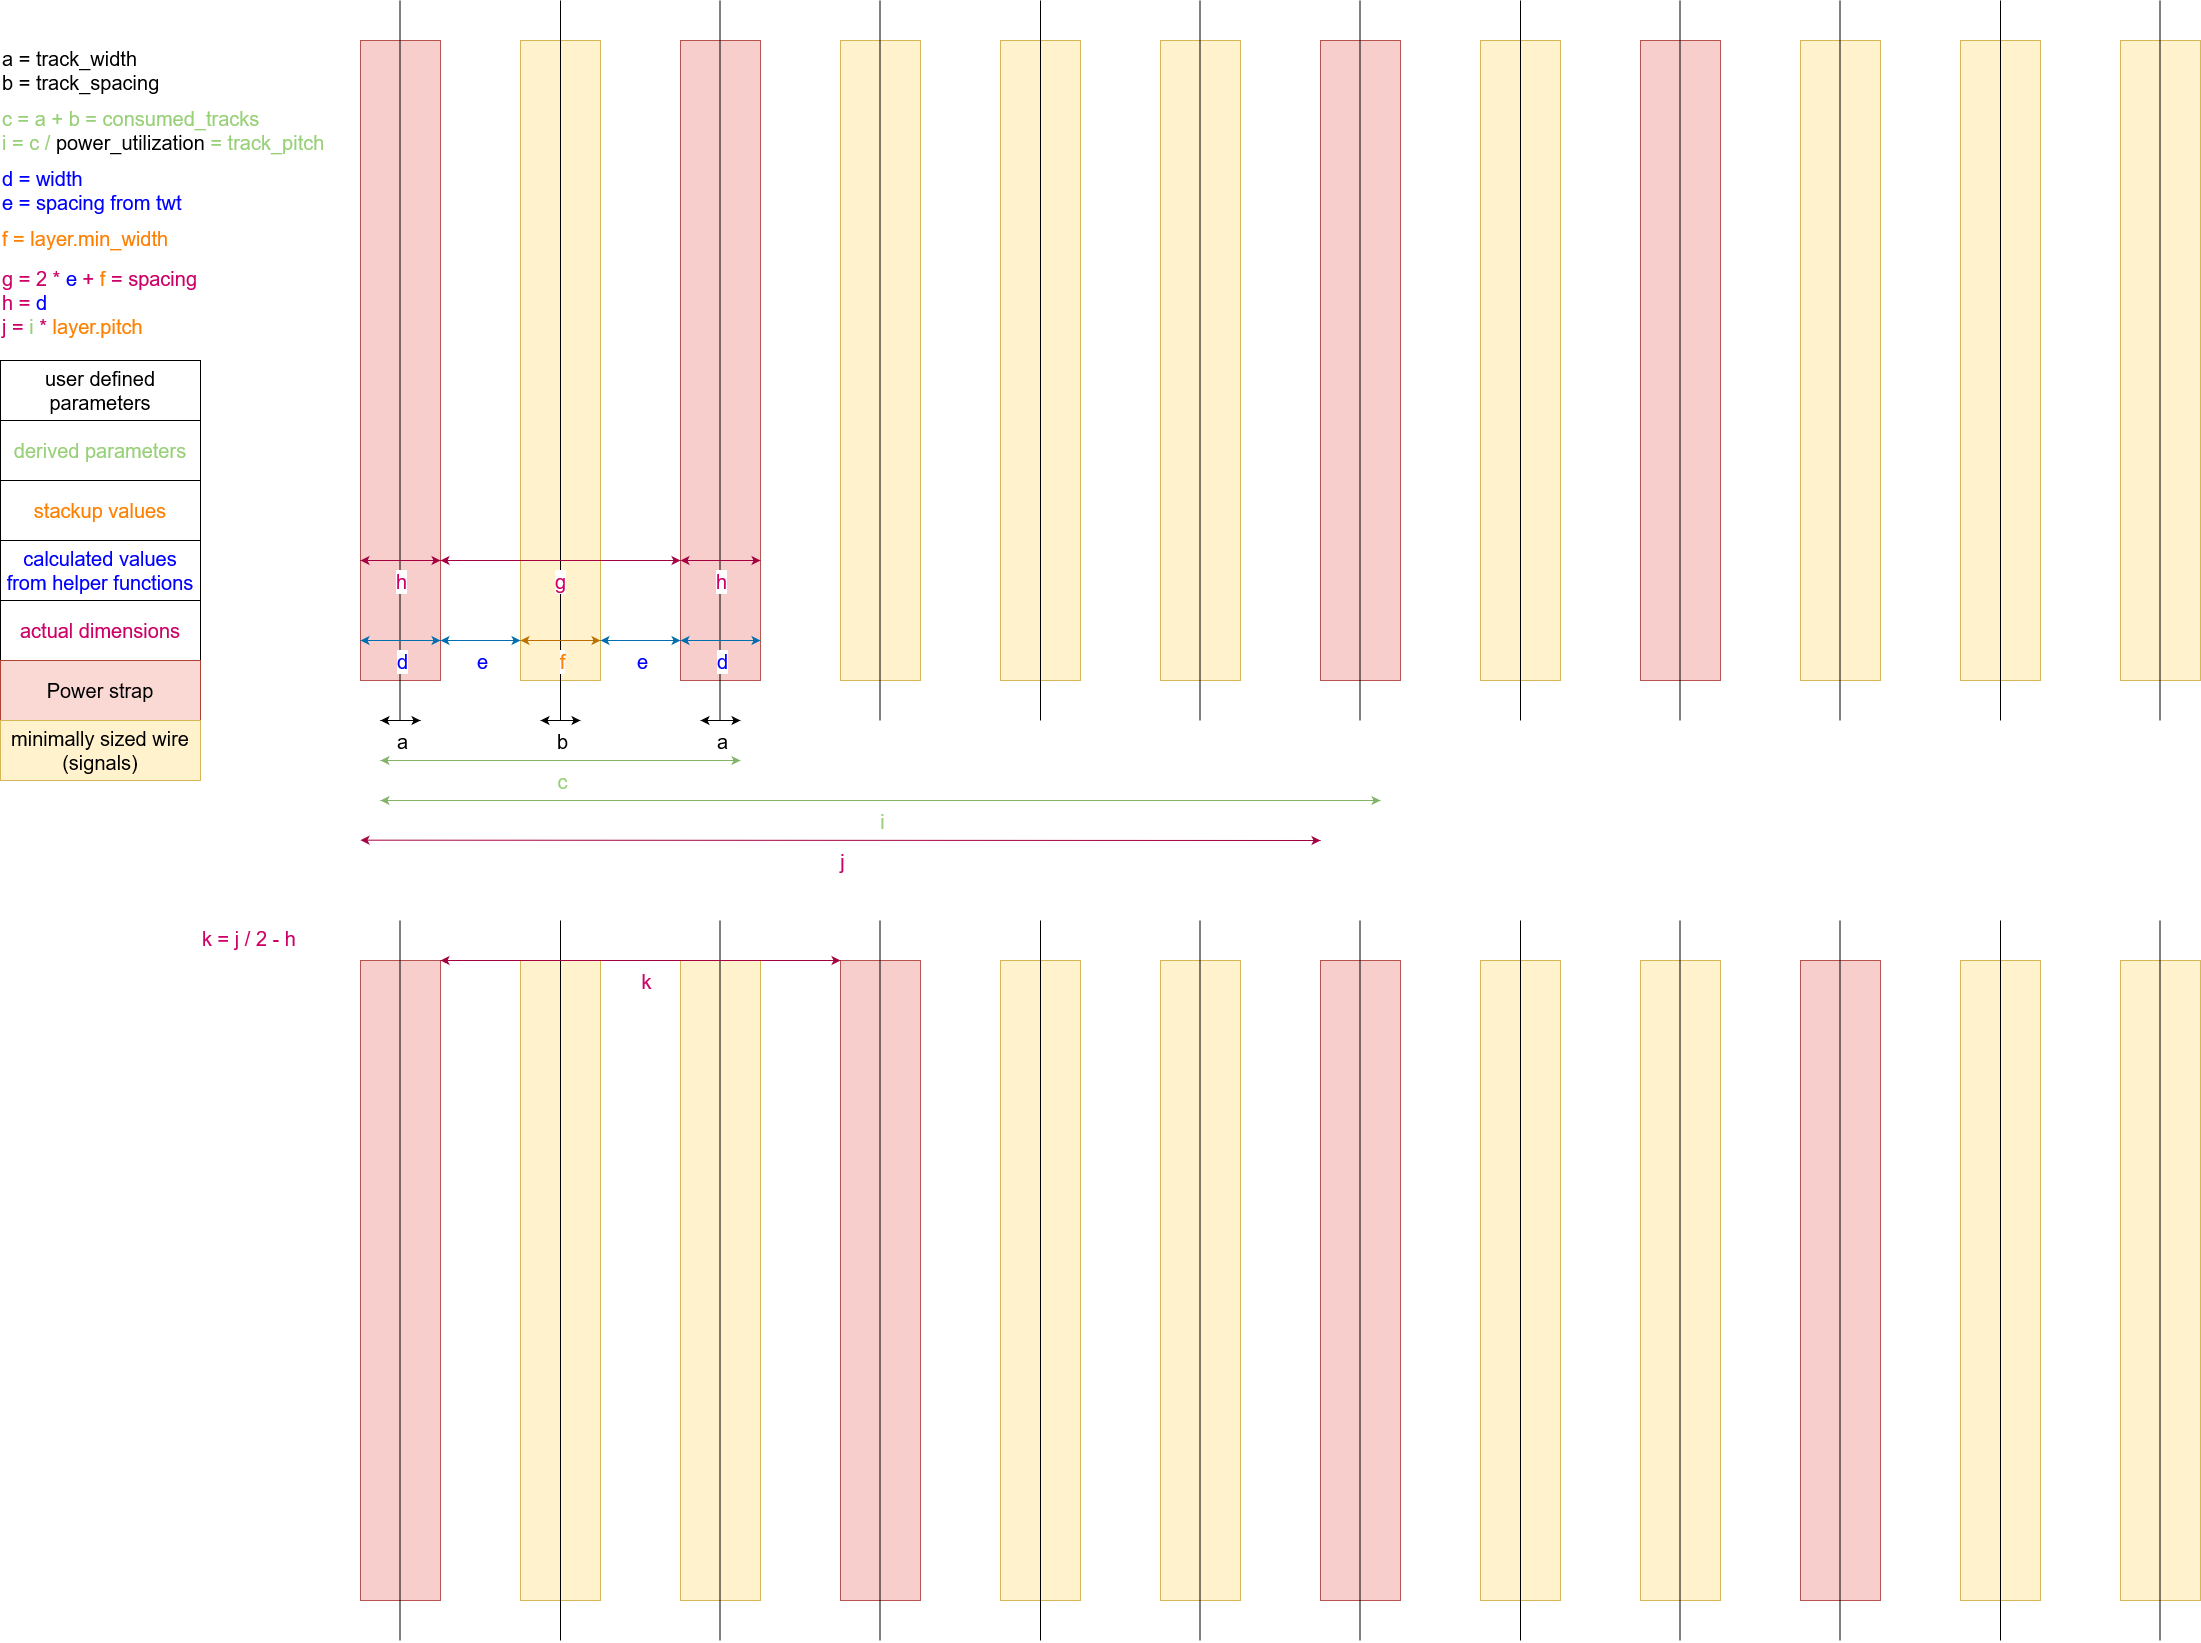 a = track_width
b = track_spacing
c = a + b = consumed_tracks
i = c / power_utilization = track_pitch
d = width
e = spacing from twt
f = layer.min_width
g = 2 * e + f = spacing
h = d
j = i * layer.pitch
user defined
parameters
derived parameters
stackup values
calculated values
from helper functions
actual dimensions
Power strap
minimally sized wire
(signals)
h g h
d e f e d
a b a
c
i
j
k = j / 2 - h
k